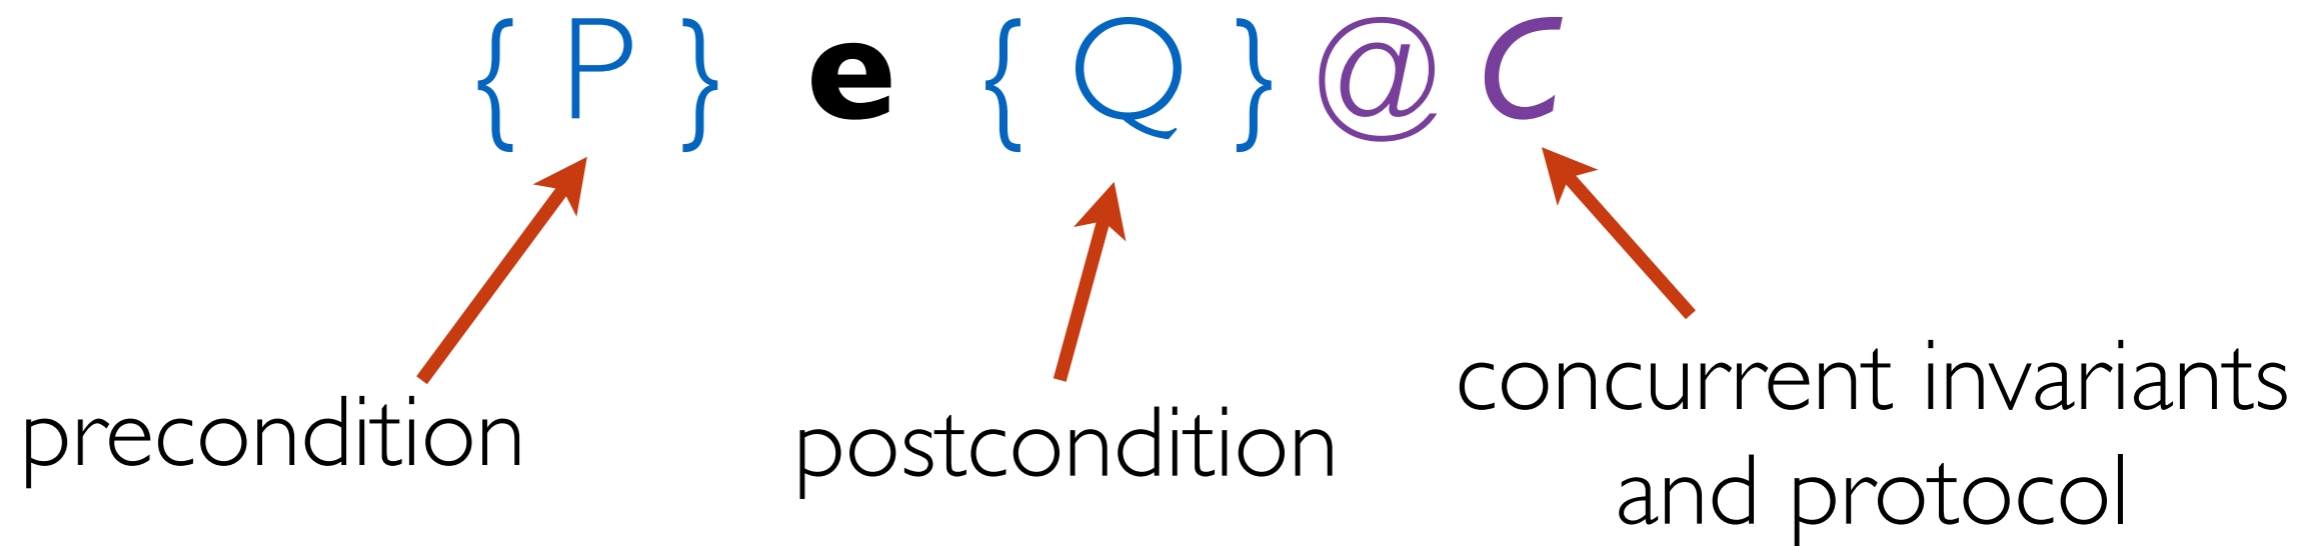 { P } e { Q }@ C
precondition
postcondition
concurrent invariants
and protocol